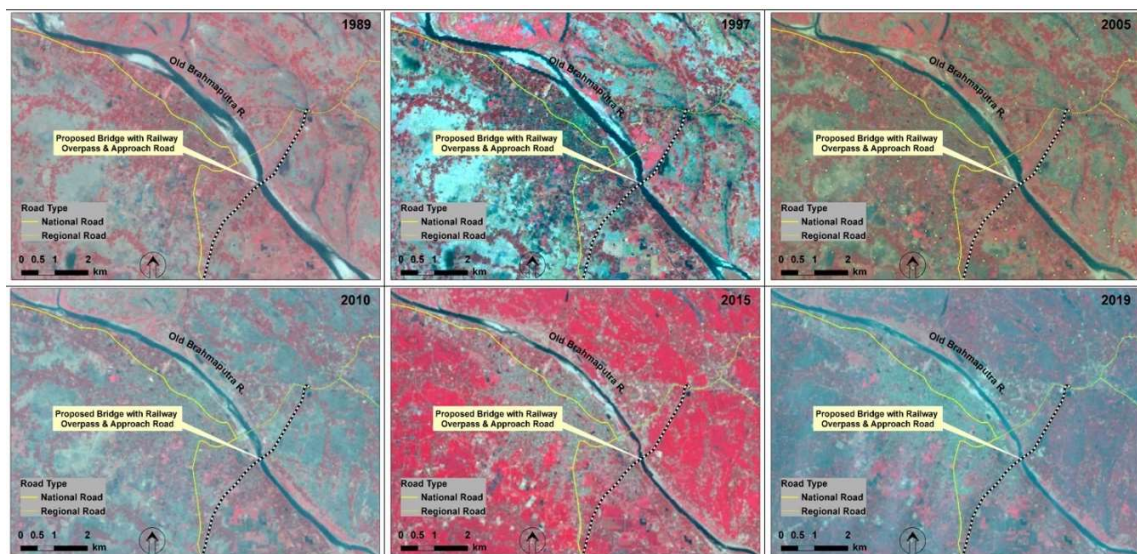 1989
Old Brahmaputra R.
Proposed Bridge with Railway
Overpass & Approach Road
Road Type
National Road
Regional Road
0 0.5 1 2
km
1997
Old Brahmaputra R.
Proposed Bridge with Railway
Overpass & Approach Road
Road Type
National Road
Regional Road
0 0.5 1 2
km
2005
Old Brahmaputra R.
Proposed Bridge with Railway
Overpass & Approach Road
Road Type
National Road
Regional Road
0 0.5 1 2
km
2010
Old Brahmaputra R.
Proposed Bridge with Railway
Overpass & Approach Road
Road Type
National Road
Regional Road
0 0.5 1 2
km
2015
Old Brahmaputra R.
Proposed Bridge with Railway
Overpass & Approach Road
Road Type
National Road
Regional Road
0 0.5 1 2
km
2019
Old Brahmaputra R.
Proposed Bridge with Railway
Overpass & Approach Road
Road Type
National Road
Regional Road
0 0.5 1 2
km